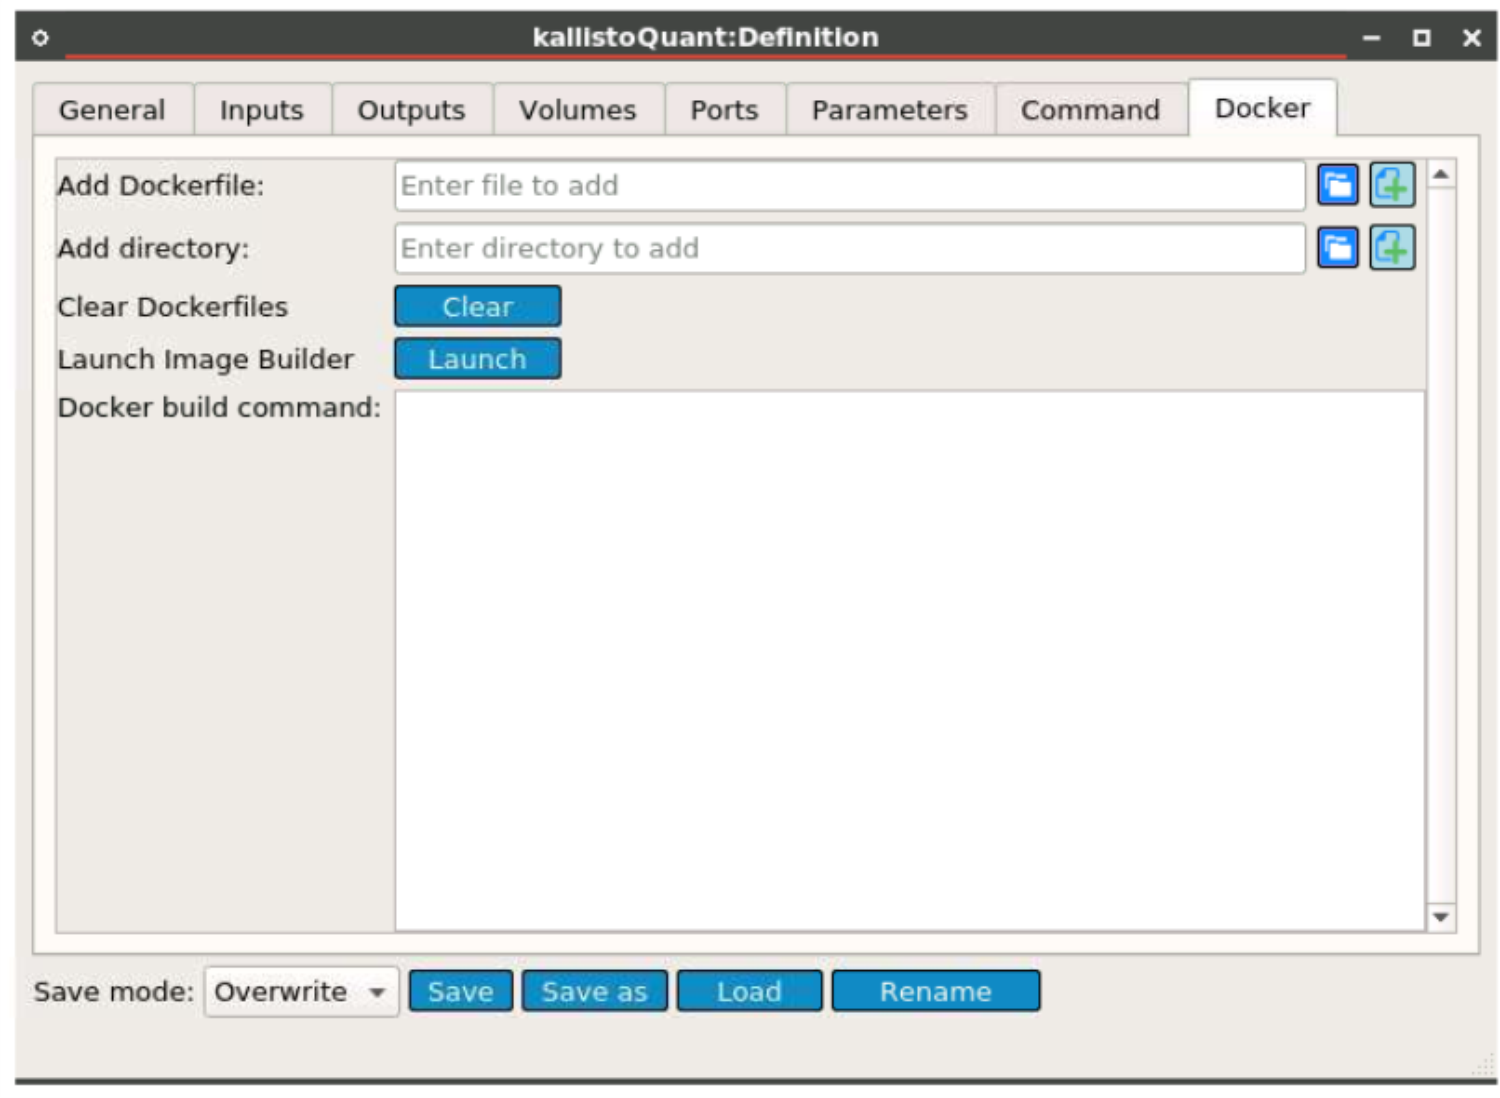 kallistoQuant:Definition
General Inputs Outputs Volumes Ports Parameters Command Docker
Add Dockerfile: Enter file to add
Add directory: Enter directory to add
Clear Dockerfiles Clear
Launch Image Builder Launch
Docker build command:
Save mode: Overwrite Save Save as Load Rename